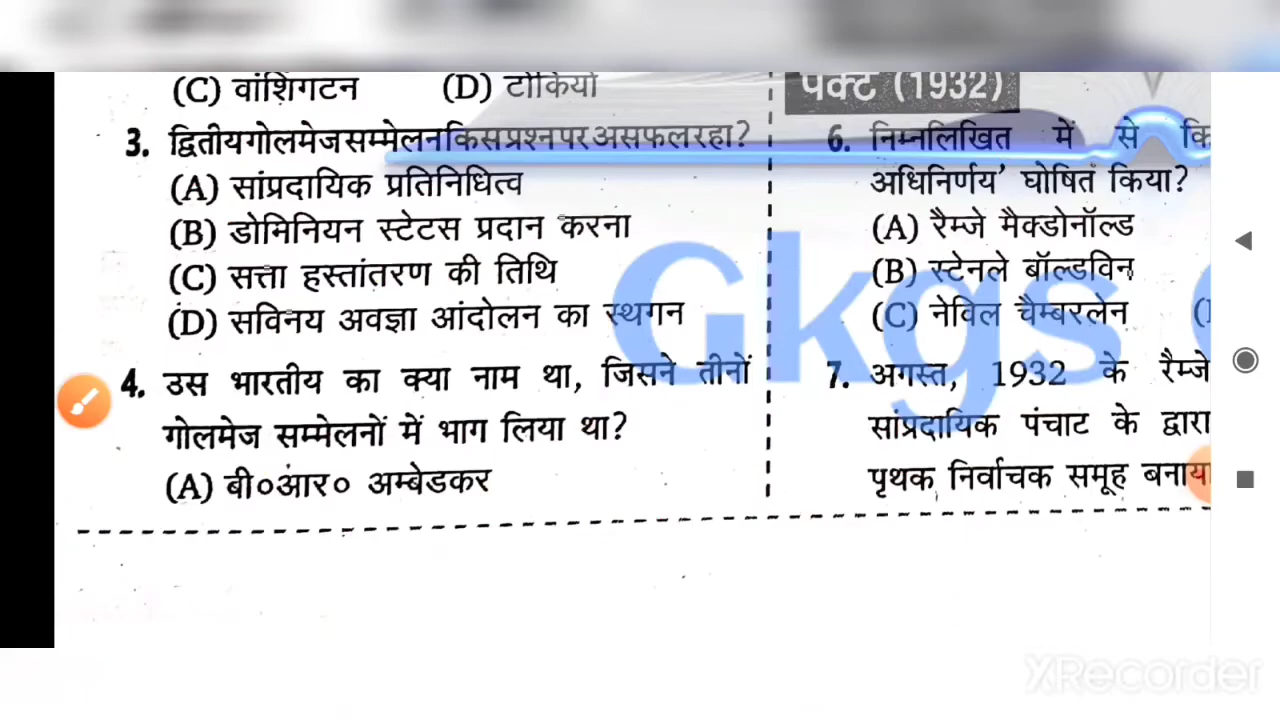 (C) वांशिंगटन (D) टोकियो
3. द्वितीयगोलमेजसम्मेलनकिसप्रश्नपरअसफलरहा?
(A) सांप्रदायिक प्रतिनिधित्व
(B) डोमिनियन स्टेटस प्रदान करना
(C) सत्ता हस्तांतरण की तिथि
(D) सविनय अवज्ञा आंदोलन का स्थगन
4. उस भारतीय का क्या नाम था, जिसने तीनों
गोलमेज सम्मेलनों में भाग लिया था?
(A) बी०आर० अम्बेडकर
पैक्ट (1932)
6. निम्नलिखित में से
अधिनिर्णय’ घोषित किया?
(A) रैम्जे मैक्डोनॉल्ड
(B) स्टेनले बॉल्डविन
(C) नेविल चैम्बरलेन
7. अगस्त, 1932 के रैम्जे
सांप्रदायिक पंचाट के द्वारा
पृथक निर्वाचक समूह
Gkgs
XRecorder